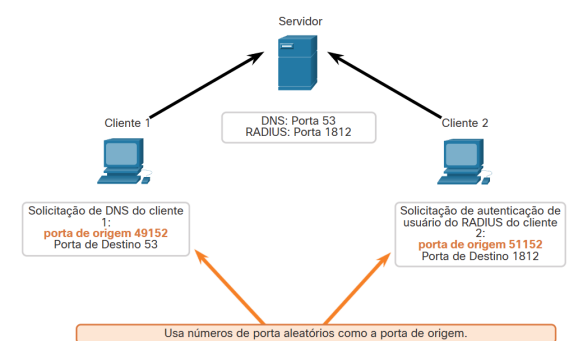 Servidor
DNS: Porta 53
RADIUS: Porta 1812
Cliente 1
Cliente 2
Solicitação de DNS do cliente
1:
porta de origem 49152
Porta de Destino 53
Solicitação de autenticação de
usuário do RADIUS do cliente
2:
porta de origem 51152
Porta de Destino 1812
Usa números de porta aleatórios como a porta de origem.